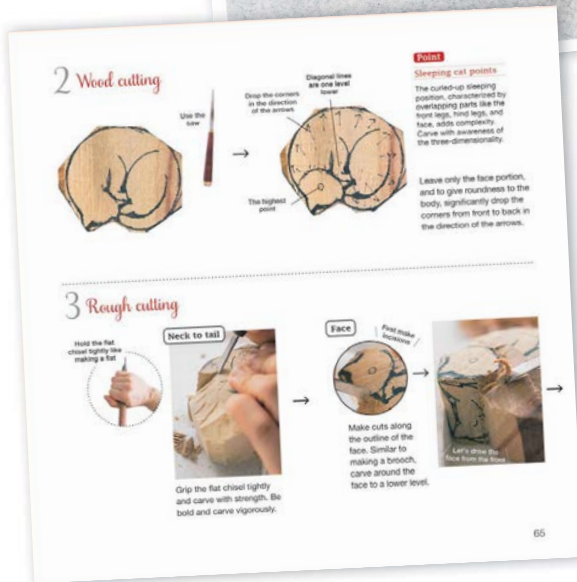 2 Wood cutting
Use the
saw
→
Drop the corners
in the direction
of the arrows
Diagonal lines
are one level
lower
The highest
point
Point
Sleeping cat points
The curled-up sleeping
position, characterized by
overlapping parts like the
front legs, hind legs, and
face, adds complexity.
Carve with awareness of
the three-dimensionality.
Leave only the face portion,
and to give roundness to the
body, significantly drop the
corners from front to back in
the direction of the arrows.
3 Rough cutting
Hold the flat
chisel tightly like
making a fist
Neck to tail
Grip the flat chisel tightly
and carve with strength. Be
bold and carve vigorously.
→
Face
First make
incisions
Make cuts along
the outline of the
face. Similar to
making a brooch,
carve around the
face to a lower level.
→
Let's draw the
face from the front
→
65